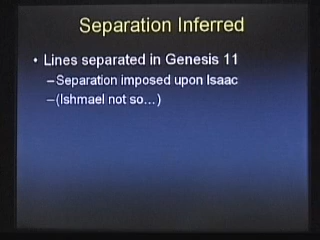 Separation Inferred
• Lines separated in Genesis 11
–Separation imposed upon Isaac
–(Ishmael not so…)